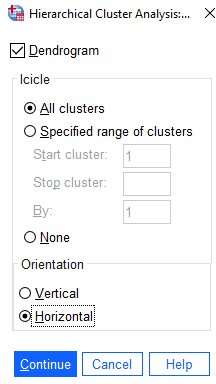 Hierarchical Cluster Analysis:...
Dendrogram
Icicle
All clusters
Specified range of clusters
Start cluster: 1
Stop cluster:
By: 1
None
Orientation
Vertical
Horizontal
Continue Cancel Help